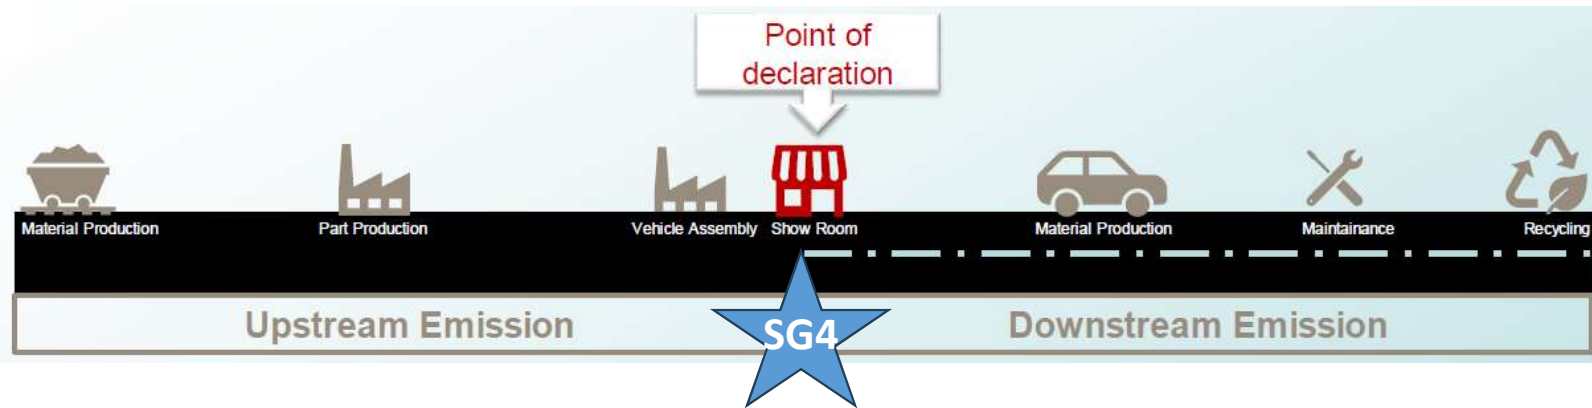 Point of
declaration
Material Production
Part Production
Vehicle Assembly
Show Room
Material Production
Maintainance
Recycling
Upstream Emission
SG4
Downstream Emission